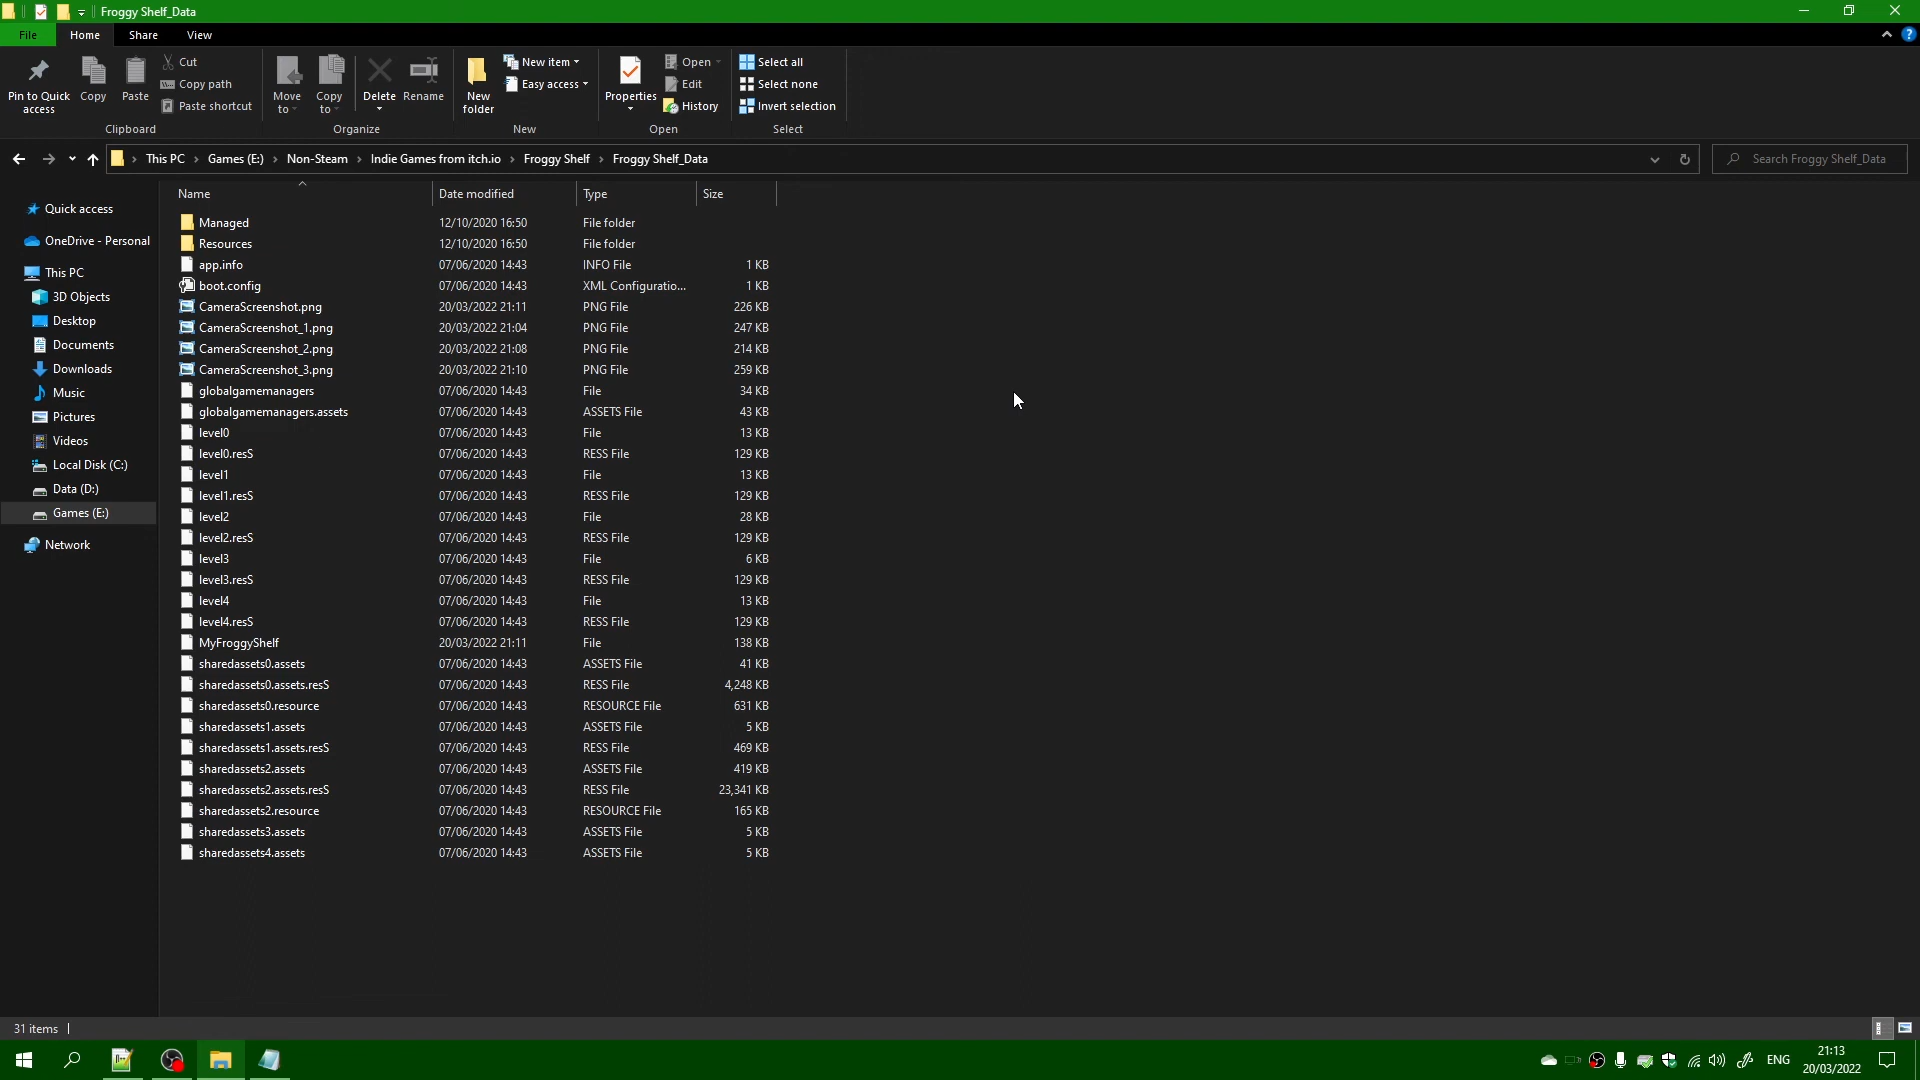 Froggy Shelf_Data
File Home Share View
Pin to Quick access
Copy
Paste
Cut
Copy path
Paste shortcut
Clipboard
Move to
Copy to
Delete
Rename
Organize
New folder
New item
Easy access
New
Properties
Open
Edit
History
Open
Select all
Select none
Invert selection
Select
This PC Games (E:) Non-Steam Indie Games from itch.io Froggy Shelf Froggy Shelf_Data
Search Froggy Shelf_Data
Quick access
OneDrive - Personal
This PC
3D Objects
Desktop
Documents
Downloads
Music
Pictures
Videos
Local Disk (C:)
Data (D:)
Games (E:)
Network
Name Date modified Type Size
Managed 12/10/2020 16:50 File folder
Resources 12/10/2020 16:50 File folder
app.info 07/06/2020 14:43 INFO File 1 KB
boot.config 07/06/2020 14:43 XML Configuratio... 1 KB
CameraScreenshot.png 20/03/2022 21:11 PNG File 226 KB
CameraScreenshot_1.png 20/03/2022 21:04 PNG File 247 KB
CameraScreenshot_2.png 20/03/2022 21:08 PNG File 214 KB
CameraScreenshot_3.png 20/03/2022 21:10 PNG File 259 KB
globalgamemanagers 07/06/2020 14:43 File 34 KB
globalgamemanagers.assets 07/06/2020 14:43 ASSETS File 43 KB
level0 07/06/2020 14:43 File 13 KB
level0.resS 07/06/2020 14:43 RESS File 129 KB
level1 07/06/2020 14:43 File 13 KB
level1.resS 07/06/2020 14:43 RESS File 129 KB
level2 07/06/2020 14:43 File 28 KB
level2.resS 07/06/2020 14:43 RESS File 129 KB
level3 07/06/2020 14:43 File 6 KB
level3.resS 07/06/2020 14:43 RESS File 129 KB
level4 07/06/2020 14:43 File 13 KB
level4.resS 07/06/2020 14:43 RESS File 129 KB
MyFroggyShelf 20/03/2022 21:11 File 138 KB
sharedassets0.assets 07/06/2020 14:43 ASSETS File 41 KB
sharedassets0.assets.resS 07/06/2020 14:43 RESS File 4,248 KB
sharedassets0.resource 07/06/2020 14:43 RESOURCE File 631 KB
sharedassets1.assets 07/06/2020 14:43 ASSETS File 5 KB
sharedassets1.assets.resS 07/06/2020 14:43 RESS File 469 KB
sharedassets2.assets 07/06/2020 14:43 ASSETS File 419 KB
sharedassets2.assets.resS 07/06/2020 14:43 RESS File 23,341 KB
sharedassets2.resource 07/06/2020 14:43 RESOURCE File 165 KB
sharedassets3.assets 07/06/2020 14:43 ASSETS File 5 KB
sharedassets4.assets 07/06/2020 14:43 ASSETS File 5 KB
31 items
ENG
21:13
20/03/2022